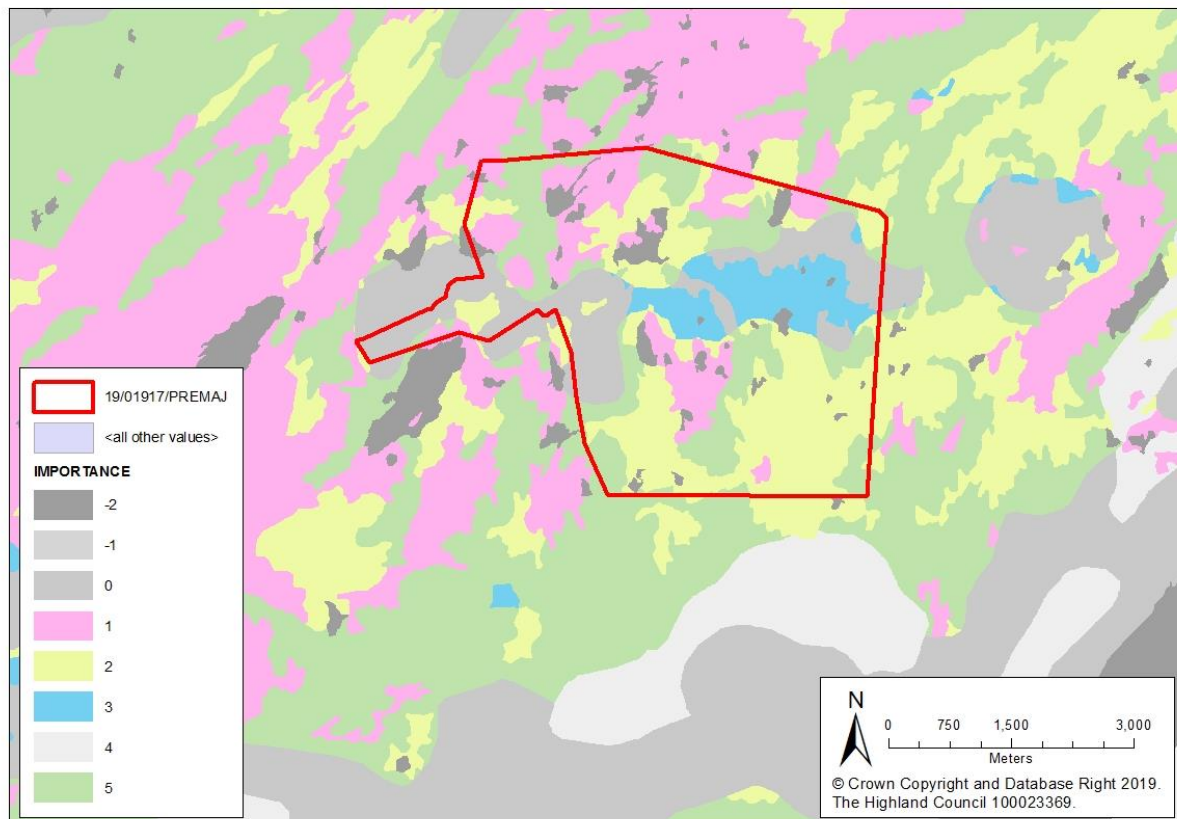 19/01917/PREMAJ
<all other values>
IMPORTANCE
-2
-1
0
1
2
3
4
5
N
0 750 1,500 3,000
Meters
© Crown Copyright and Database Right 2019.
The Highland Council 100023369.